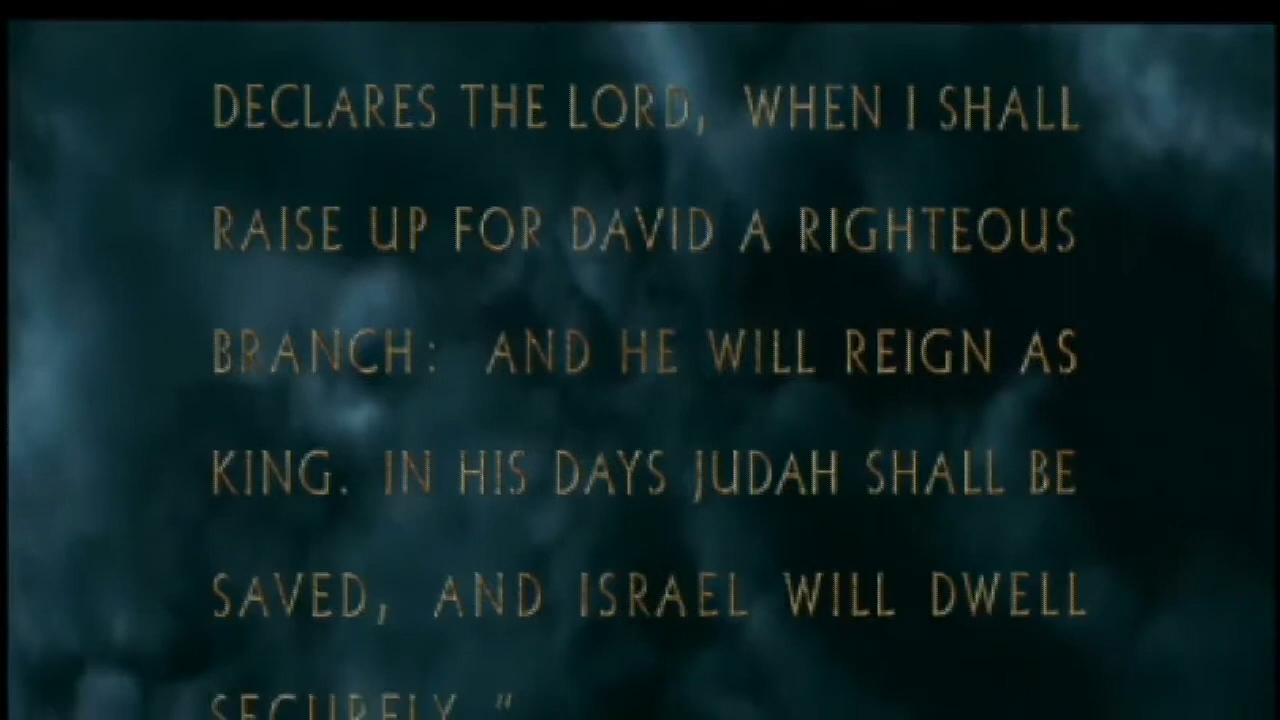 DECLARES THE LORD, WHEN I SHALL
RAISE UP FOR DAVID A RIGHTEOUS
BRANCH: AND HE WILL REIGN AS
KING. IN HIS DAYS JUDAH SHALL BE
SAVED, AND ISRAEL WILL DWELL
SECURELY. "